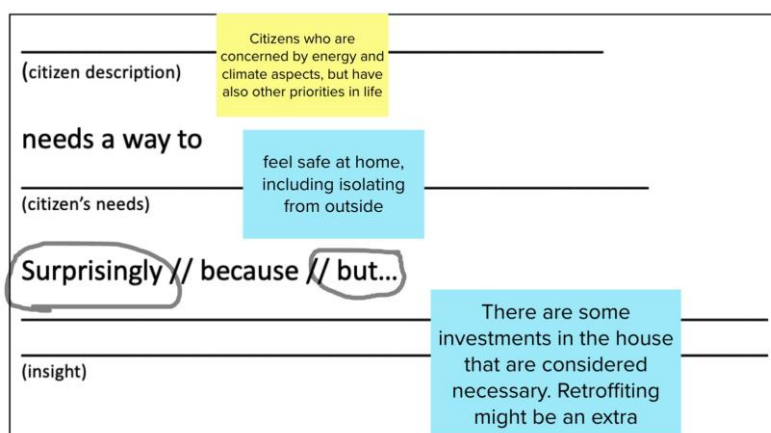 Citizens who are
concerned by energy and
climate aspects, but have
also other priorities in life
(citizen description)
needs a way to
feel safe at home,
including isolating
from outside
(citizen's needs)
Surprisingly // because // but...
There are some
investments in the house
that are considered
necessary. Retroffiting
might be an extra
(insight)